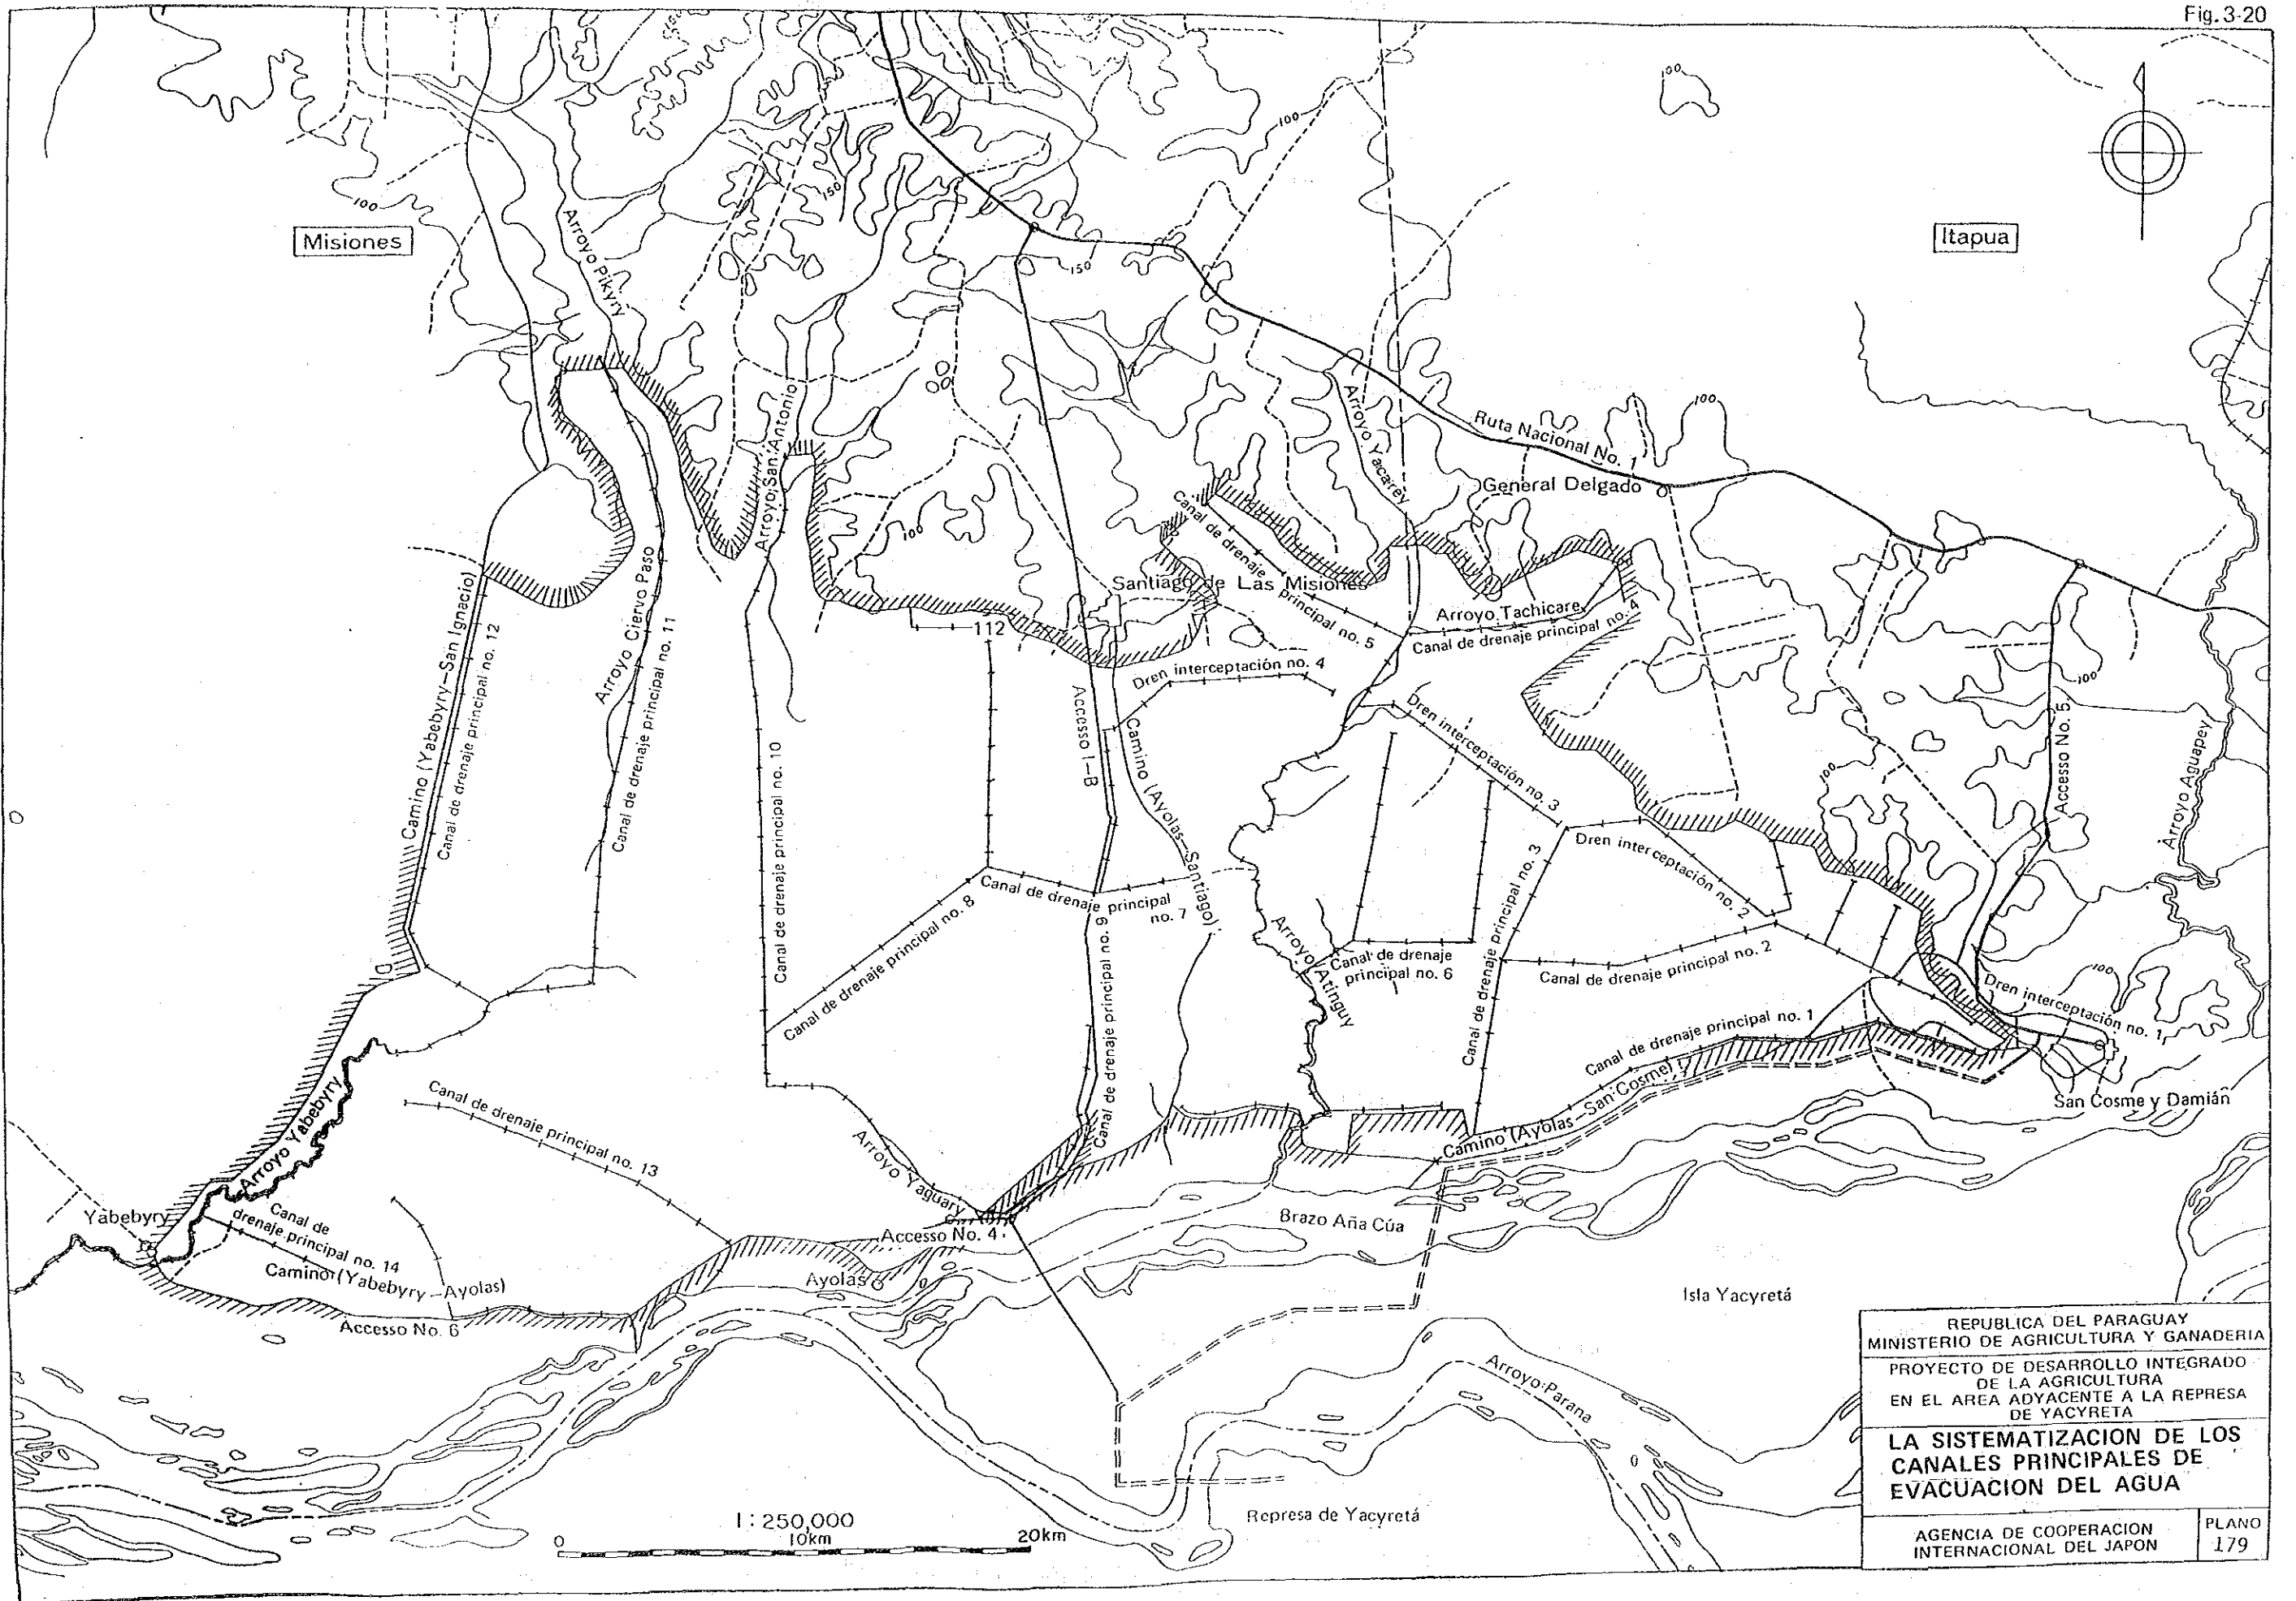 Fig.3-20
Misiones
Itapua
100
100
100
150
150
100
100
100
100
100
Arroyo Pikyry
Arroyo San Antonio
Arroyo Yacarey
Ruta Nacional No. 1
General Delgado
Canal de drenaje principal no. 5
Santiago de Las Misiones
Arroyo Tachicare
Canal de drenaje principal no. 4
112
Dren interceptación no. 4
Camino (Yabebyry-San Ignacio)
Canal de drenaje principal no. 12
Arroyo Ciervo Paso
Canal de drenaje principal no. 11
Canal de drenaje principal no. 10
Accesso 1-B
Camino (Ayolas-Santiago)
Dren interceptación no. 3
Accesso No. 5
Arroyo Aguapey
Dren interceptación no. 2
Canal de drenaje principal no. 3
Canal de drenaje principal
no. 7
Canal de drenaje principal no. 8
Canal de drenaje principal no. 9
Arroyo Atinguy
Canal de drenaje
principal no. 6
Canal de drenaje principal no. 2
Dren interceptación no. 1
Canal de drenaje principal no. 1
San Cosme y Damián
Camino (Ayolas-San Cosme)
Arroyo Yabebyry
Canal de drenaje principal no. 13
Arroyo Yaguary
Yabebyry
Canal de
drenaje principal no. 14
Camino (Yabebyry-Ayolas)
Accesso No. 6
Accesso No. 4
Ayolas
Brazo Aña Cúa
Isla Yacyretá
Arroyo Parana
Represa de Yacyretá
1:250,000
0
10km
20km
REPUBLICA DEL PARAGUAY
MINISTERIO DE AGRICULTURA Y GANADERIA
PROYECTO DE DESARROLLO INTEGRADO
DE LA AGRICULTURA
EN EL AREA ADYACENTE A LA REPRESA
DE YACYRETA
LA SISTEMATIZACION DE LOS
CANALES PRINCIPALES DE
EVACUACION DEL AGUA
AGENCIA DE COOPERACION
INTERNACIONAL DEL JAPON
PLANO
179